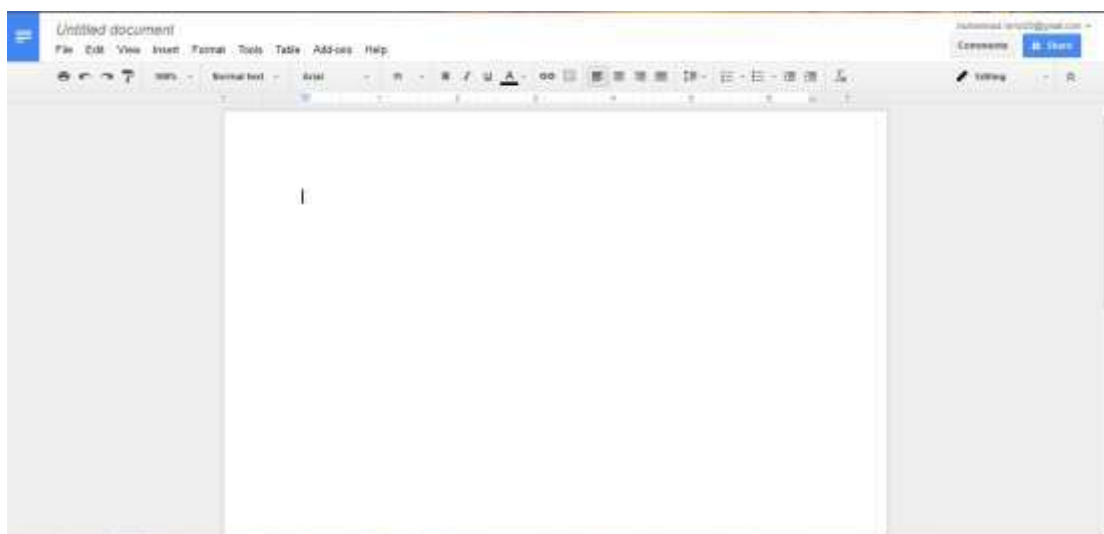 Untitled document
File Edit View Insert Format Tools Table Add-ons Help
Comments Share
100% Normal text Arial 11 B I U A Editing